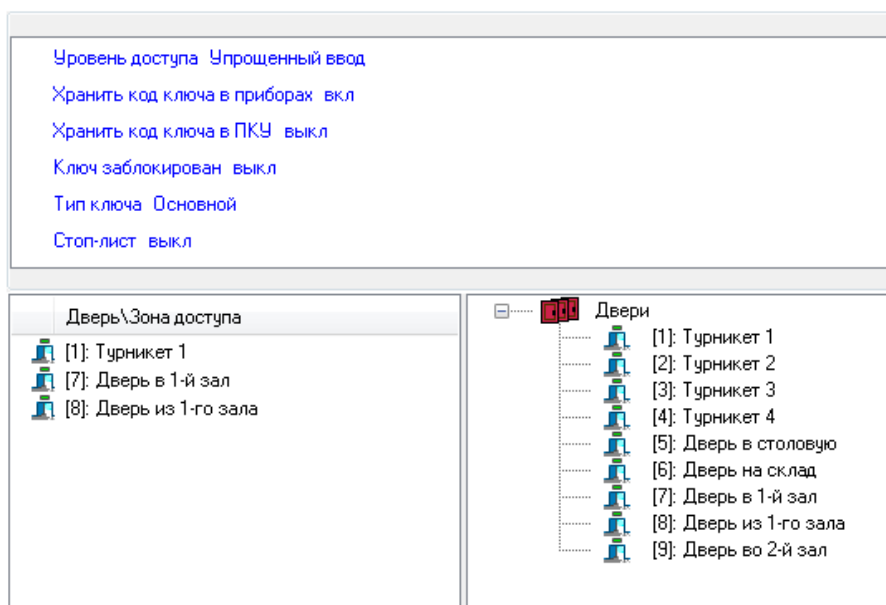 Уровень доступа Упрощенный ввод
Хранить код ключа в приборах вкл
Хранить код ключа в ПКУ выкл
Ключ заблокирован выкл
Тип ключа Основной
Стоп-лист выкл
Дверь\Зона доступа
[1]: Турникет 1
[7]: Дверь в 1-й зал
[8]: Дверь из 1-го зала
Двери
[1]: Турникет 1
[2]: Турникет 2
[3]: Турникет 3
[4]: Турникет 4
[5]: Дверь в столовую
[6]: Дверь на склад
[7]: Дверь в 1-й зал
[8]: Дверь из 1-го зала
[9]: Дверь во 2-й зал